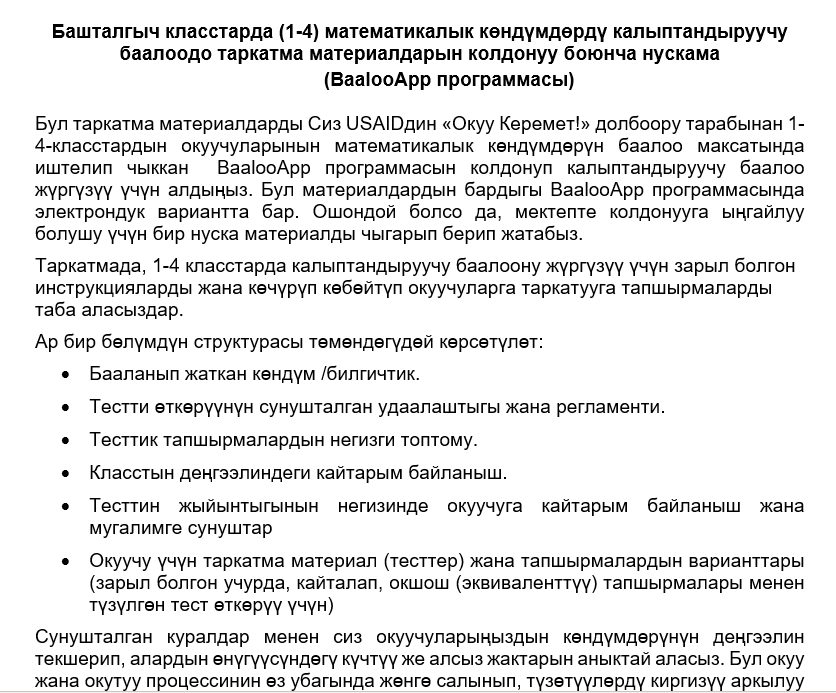 Башталгыч класстарда (1-4) математикалык көндүмдөрдү калыптандыруучу
баалоодо таркатма материалдарын колдонуу боюнча нускама
(BaalooApp программасы)
Бул таркатма материалдарды Сиз USAIDдин «Окуу Керемет!» долбоору тарабынан 1-
4-класстардын окуучуларынын математикалык көндүмдөрүн баалоо максатында
иштелип чыккан BaalooApp программасын колдонуп калыптандыруучу баалоо
жүргүзүү үчүн алдыңыз. Бул материалдардын бардыгы BaalooApp программасында
электрондук вариантта бар. Ошондой болсо да, мектепте колдонууга ыңгайлуу
болушу үчүн бир нуска материалды чыгарып берип жатабыз.
Таркатмада, 1-4 класстарда калыптандыруучу баалоону жүргүзүү үчүн зарыл болгон
инструкцияларды жана көчүрүп көбөйтүп окуучуларга таркатууга тапшырмаларды
таба аласыздар.
Ар бир бөлүмдүн структурасы төмөндөгүдөй көрсөтүлөт:
• Бааланып жаткан көндүм /билгичтик.
• Тестти өткөрүүнүн сунушталган удаалаштыгы жана регламенти.
• Тесттик тапшырмалардын негизги топтому.
• Класстын деңгээлиндеги кайтарым байланыш.
• Тесттин жыйынтыгынын негизинде окуучуга кайтарым байланыш жана
мугалимге сунуштар
• Окуучу үчүн таркатма материал (тесттер) жана тапшырмалардын варианттары
(зарыл болгон учурда, кайталап, окшош (эквиваленттүү) тапшырмалары менен
түзүлгөн тест өткөрүү үчүн)
Сунушталган куралдар менен сиз окуучуларыңыздын көндүмдөрүнүн деңгээлин
текшерип, алардын өнүгүүсүндөгү күчтүү же алсыз жактарын аныктай аласыз. Бул окуу
жана окутуу процессинин өз убагында жөнгө салынып, түзөтүүлөрдү киргизүү аркылуу